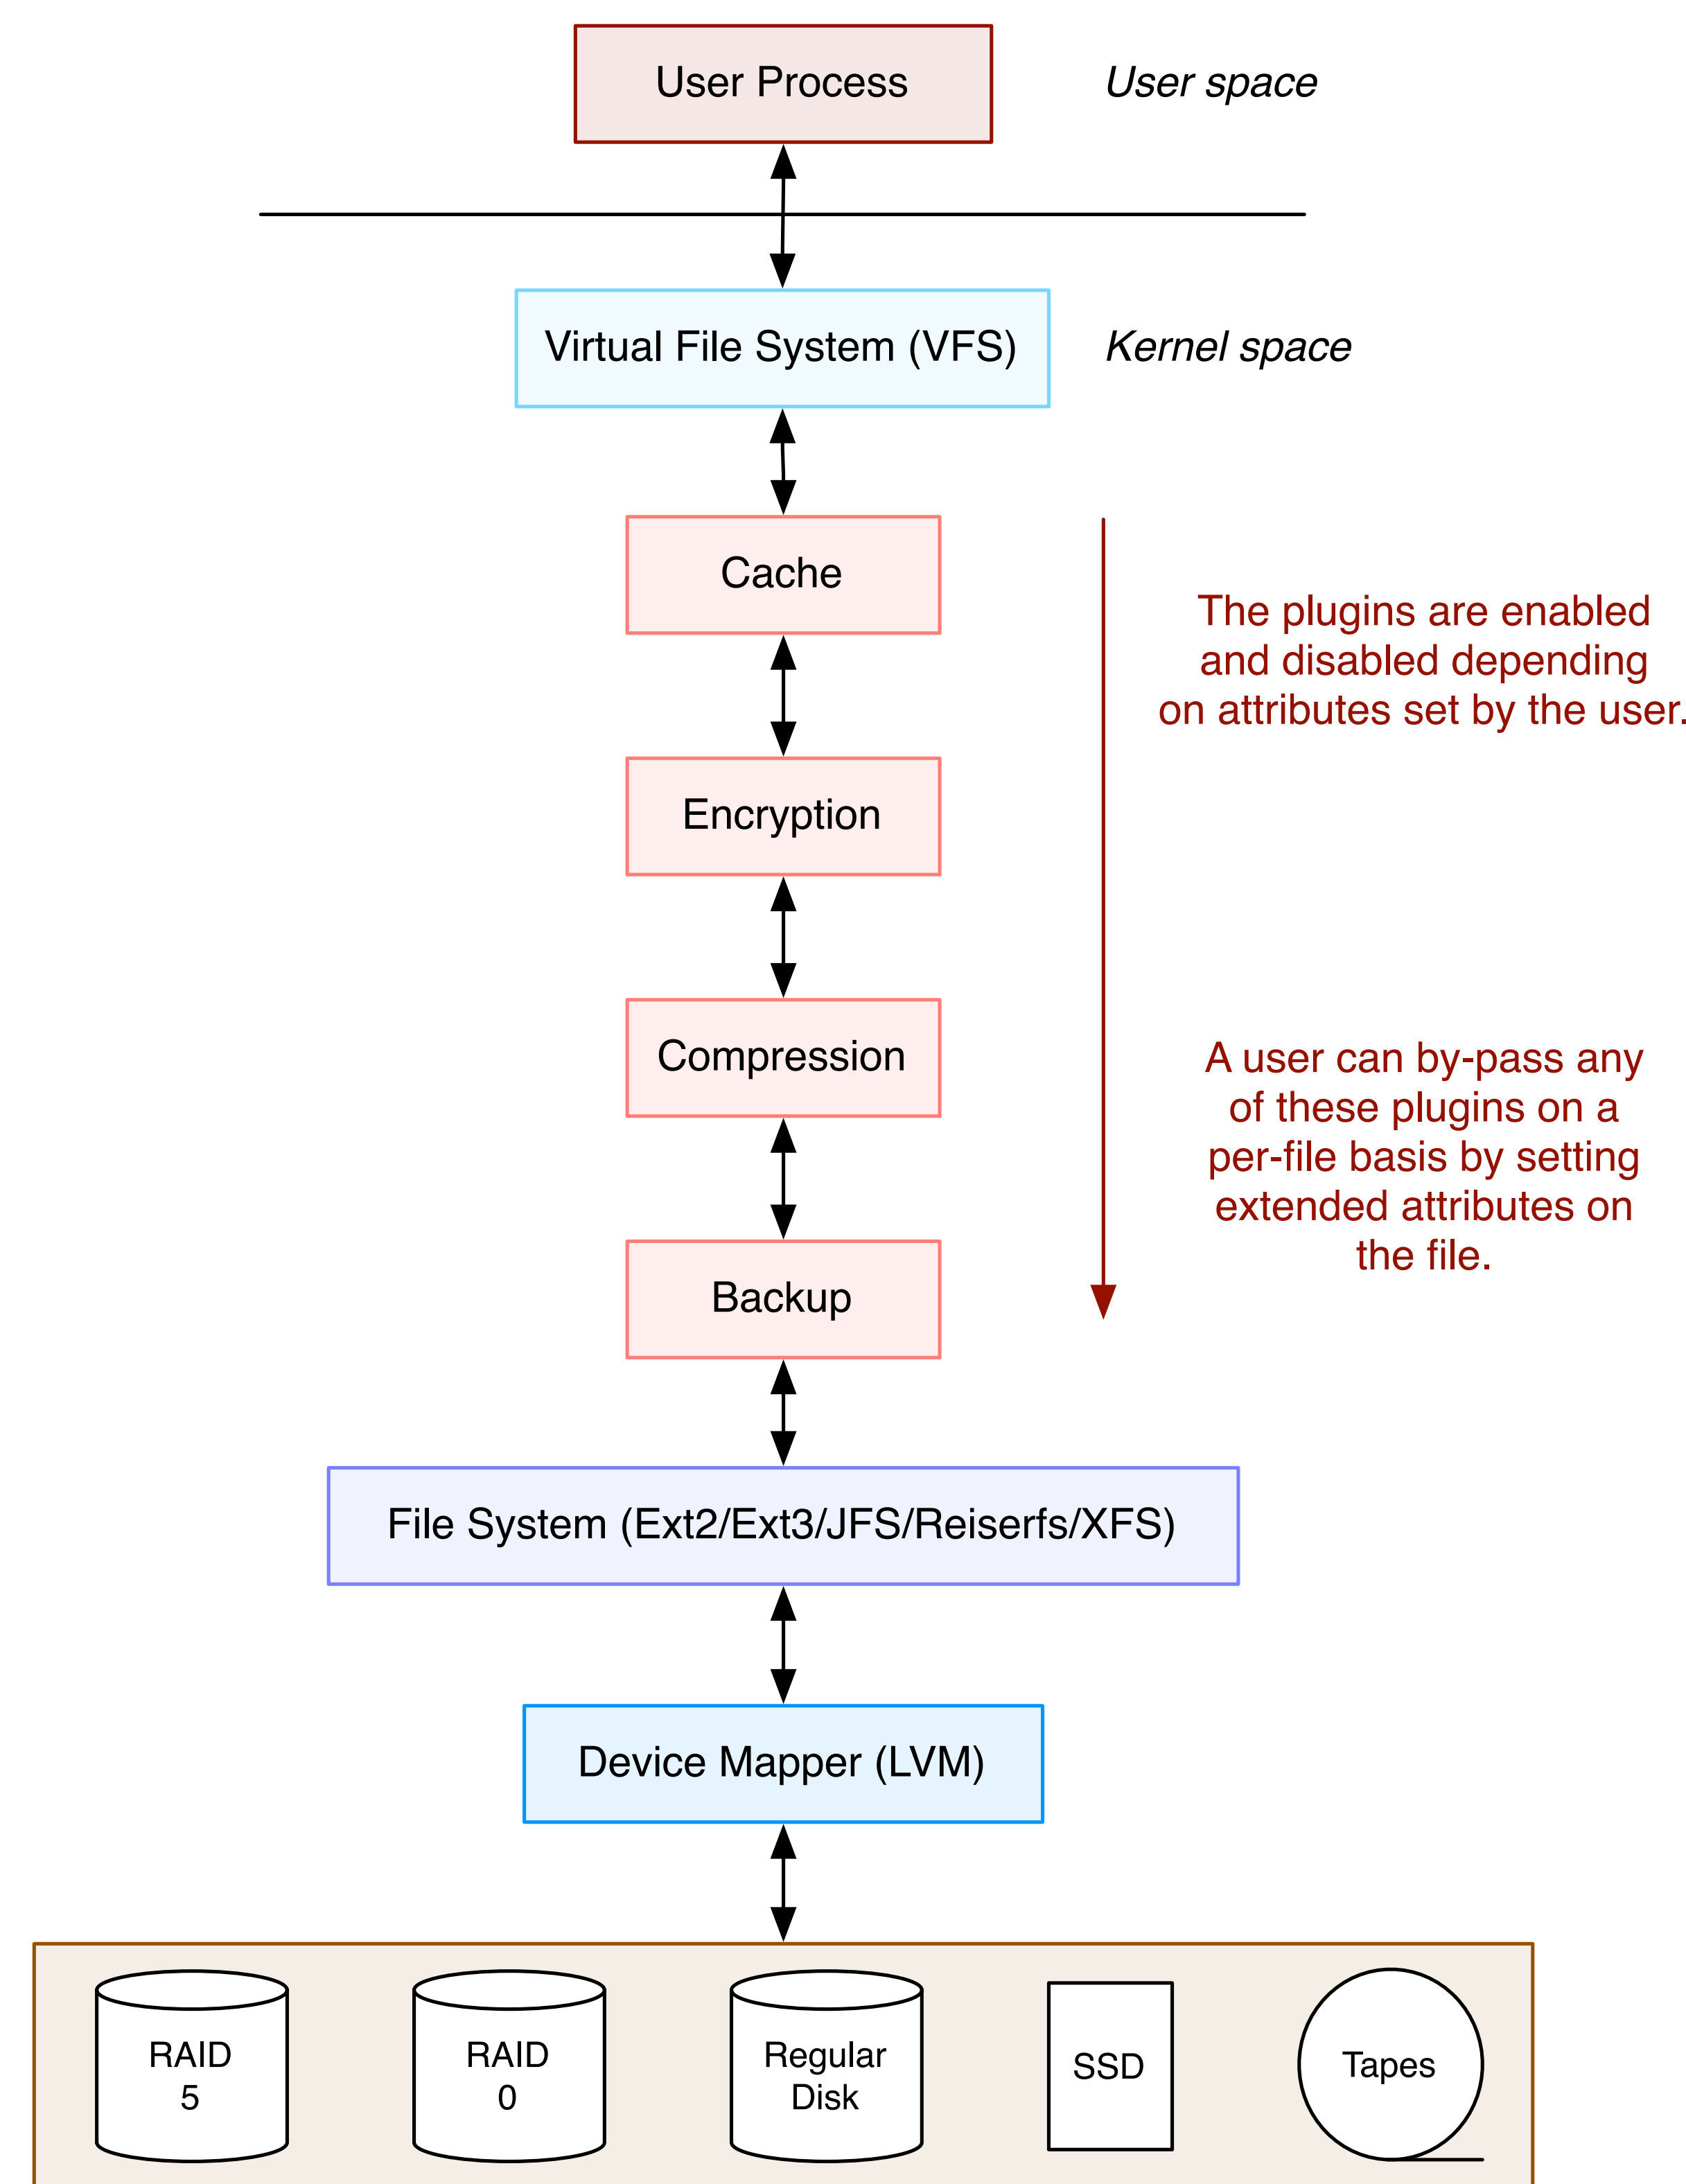 User Process
User space
Virtual File System (VFS)
Kernel space
Cache
The plugins are enabled
and disabled depending
on attributes set by the user.
Encryption
Compression
A user can by-pass any
of these plugins on a
per-file basis by setting
extended attributes on
the file.
Backup
File System (Ext2/Ext3/JFS/Reiserfs/XFS)
Device Mapper (LVM)
RAID
5
RAID
0
Regular
Disk
SSD
Tapes